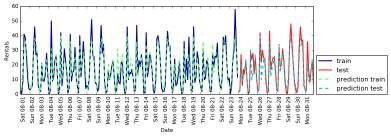 60
50
40
30
20
10
0
Rentals
Sat 08-01
Sun 08-02
Mon 08-03
Tue 08-04
Wed 08-05
Thu 08-06
Fri 08-07
Sat 08-08
Sun 08-09
Mon 08-10
Tue 08-11
Wed 08-12
Thu 08-13
Fri 08-14
Sat 08-15
Sun 08-16
Mon 08-17
Tue 08-18
Wed 08-19
Thu 08-20
Fri 08-21
Sat 08-22
Sun 08-23
Mon 08-24
Tue 08-25
Wed 08-26
Thu 08-27
Fri 08-28
Sat 08-29
Sun 08-30
Mon 08-31
Date
train
test
prediction train
prediction test